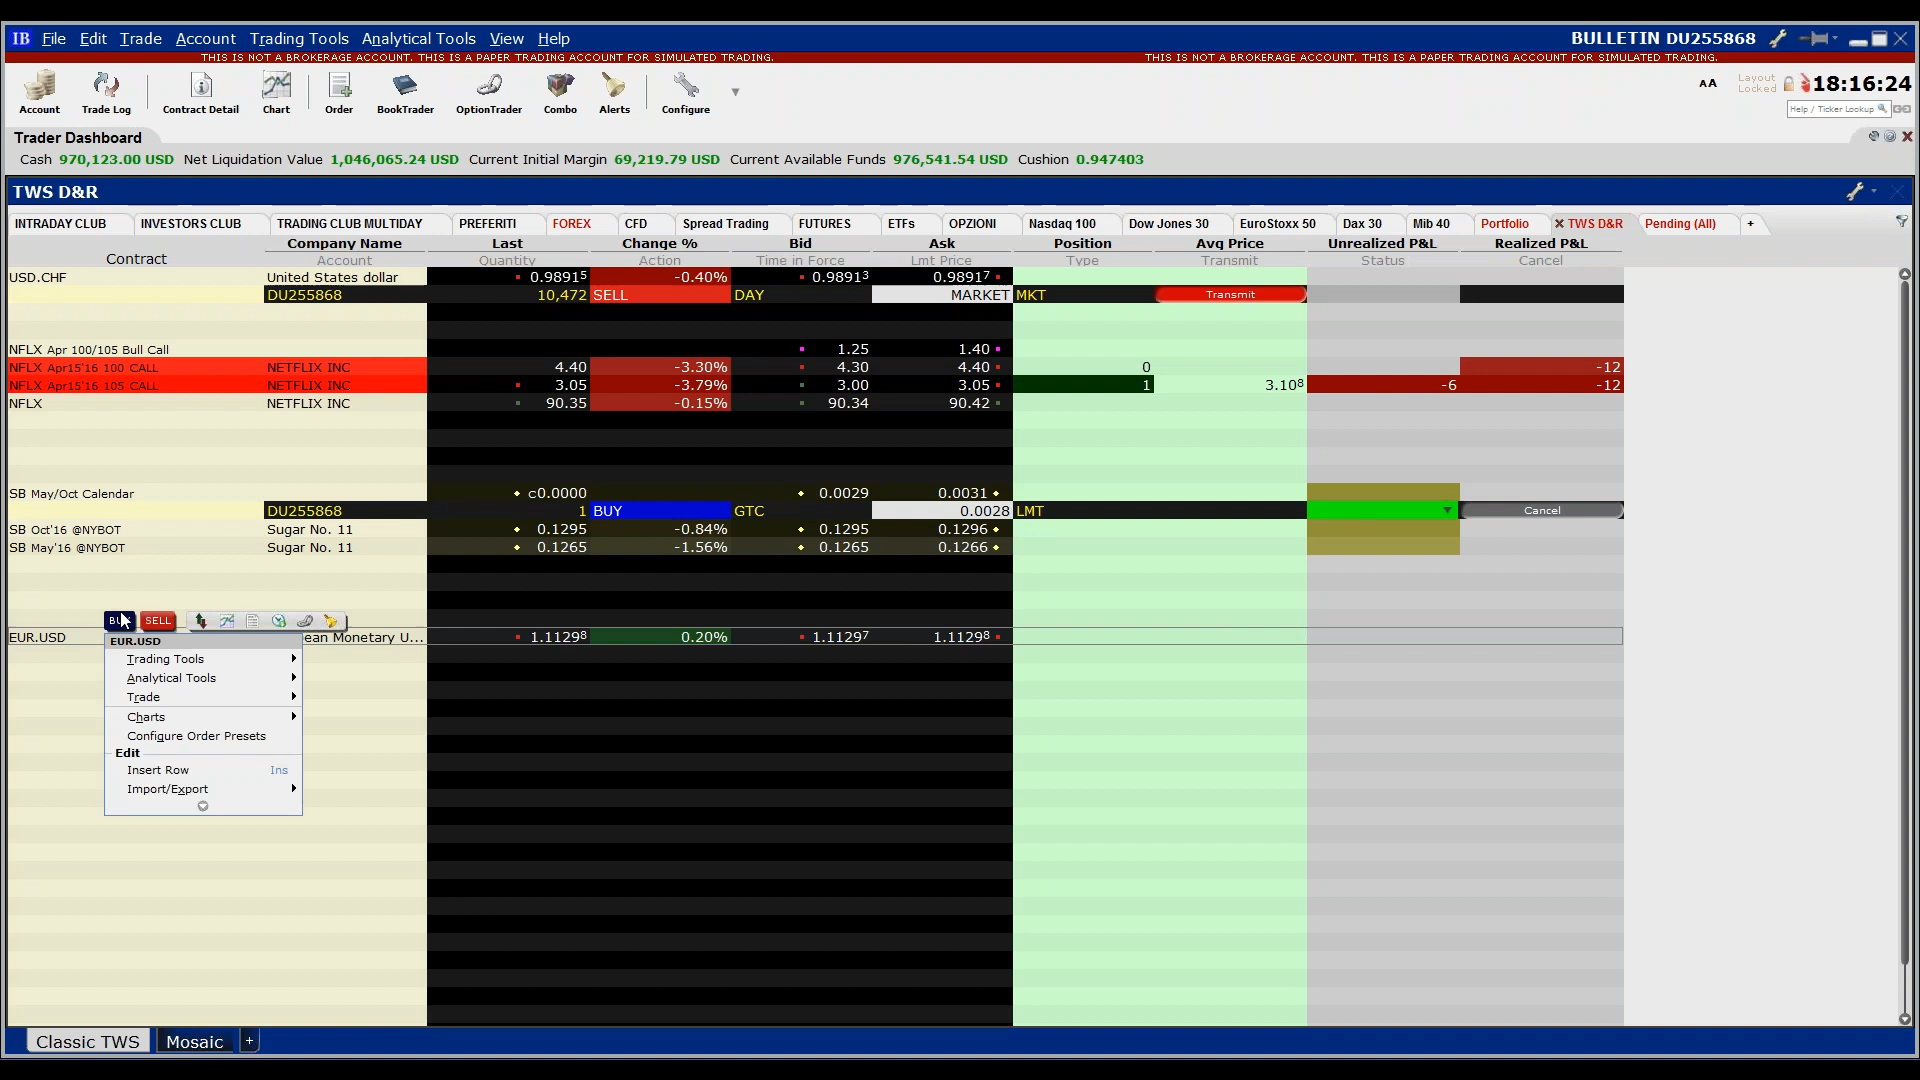 IB File Edit Trade Account Trading Tools Analytical Tools View Help BULLETIN DU255868
THIS IS NOT A BROKERAGE ACCOUNT. THIS IS A PAPER TRADING ACCOUNT FOR SIMULATED TRADING. THIS IS NOT A BROKERAGE ACCOUNT. THIS IS A PAPER TRADING ACCOUNT FOR SIMULATED TRADING.
Account Trade Log Contract Detail Chart Order BookTrader OptionTrader Combo Alerts Configure
AA Layout Locked 18:16:24
Help / Ticker Lookup
Trader Dashboard
Cash 970,123.00 USD Net Liquidation Value 1,046,065.24 USD Current Initial Margin 69,219.79 USD Current Available Funds 976,541.54 USD Cushion 0.947403
TWS D&R
INTRADAY CLUB INVESTORS CLUB TRADING CLUB MULTIDAY PREFERITI FOREX CFD Spread Trading FUTURES ETFs OPZIONI Nasdaq 100 Dow Jones 30 EuroStoxx 50 Dax 30 Mib 40 Portfolio TWS D&R Pending (All) +
Contract Company Name Last Change % Bid Ask Position Avg Price Unrealized P&L Realized P&L
Account Quantity Action Time in Force Lmt Price Type Transmit Status Cancel
USD.CHF United States dollar 0.98915 -0.40% 0.98913 0.98917
DU255868 10,472 SELL DAY MARKET MKT Transmit
NFLX Apr 100/105 Bull Call 1.25 1.40
NFLX Apr15'16 100 CALL NETFLIX INC 4.40 -3.30% 4.30 4.40 0 -12
NFLX Apr15'16 105 CALL NETFLIX INC 3.05 -3.79% 3.00 3.05 1 3.108 -6 -12
NFLX NETFLIX INC 90.35 -0.15% 90.34 90.42
SB May/Oct Calendar c0.0000 0.0029 0.0031
DU255868 1 BUY GTC 0.0028 LMT Cancel
SB Oct'16 @NYBOT Sugar No. 11 0.1295 -0.84% 0.1295 0.1296
SB May'16 @NYBOT Sugar No. 11 0.1265 -1.56% 0.1265 0.1266
SELL
EUR.USD ean Monetary U... 1.11298 0.20% 1.11297 1.11298
EUR.USD
Trading Tools
Analytical Tools
Trade
Charts
Configure Order Presets
Edit
Insert Row Ins
Import/Export
Classic TWS Mosaic +